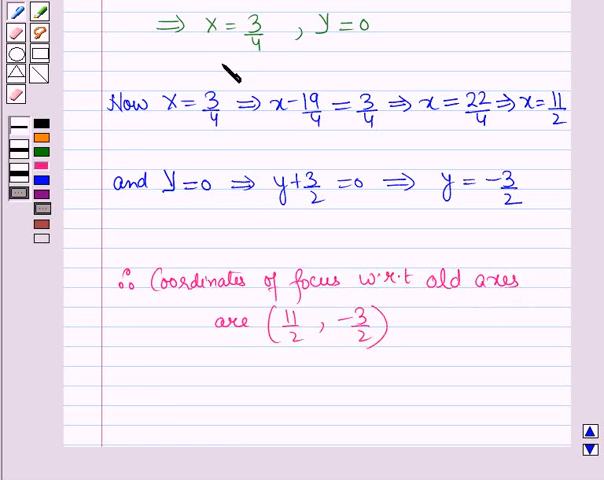 ⇒ X = 3/4 , Y = 0
Now X = 3/4 ⇒ x - 19/4 = 3/4 ⇒ x = 22/4 ⇒ x = 11/2
and Y = 0 ⇒ y + 3/2 = 0 ⇒ y = -3/2
∴ Coordinates of focus w.r.t old axes
are (11/2 , -3/2)